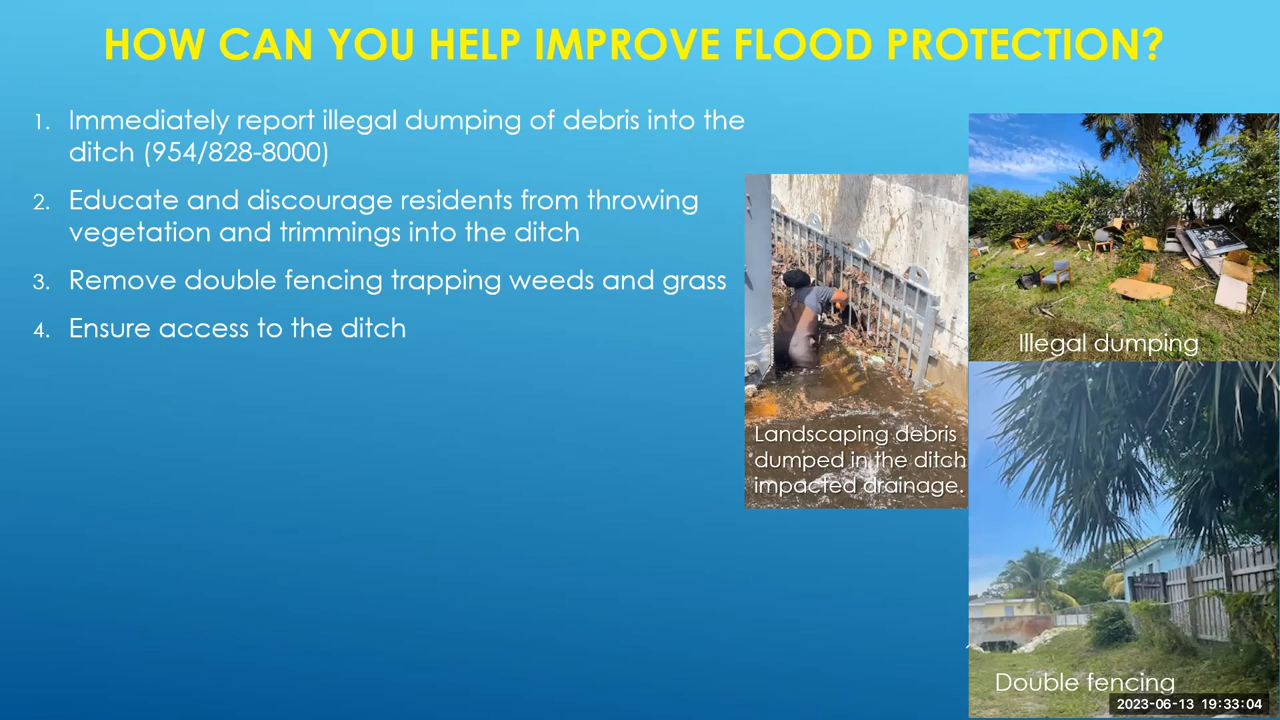 HOW CAN YOU HELP IMPROVE FLOOD PROTECTION?
1. Immediately report illegal dumping of debris into the
ditch (954/828-8000)
2. Educate and discourage residents from throwing
vegetation and trimmings into the ditch
3. Remove double fencing trapping weeds and grass
4. Ensure access to the ditch
Landscaping debris
dumped in the ditch
impacted drainage.
Illegal dumping
Double fencing
2023-06-13 19:33:04